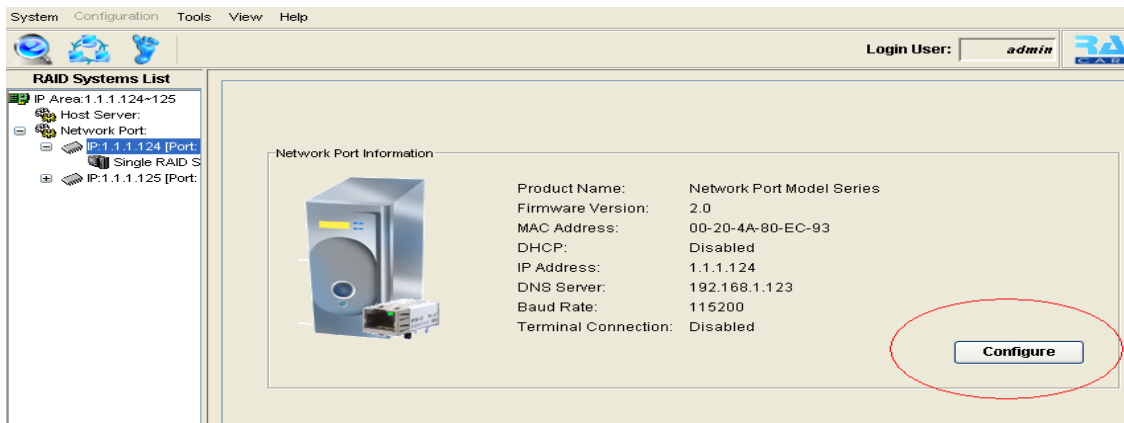 System Configuration Tools View Help
Login User: admin
RA
CAR
RAID Systems List
IP Area:1.1.1.124~125
Host Server:
Network Port:
IP:1.1.1.124 [Port:
Single RAID S
IP:1.1.1.125 [Port:
Network Port Information
Product Name: Network Port Model Series
Firmware Version: 2.0
MAC Address: 00-20-4A-80-EC-93
DHCP: Disabled
IP Address: 1.1.1.124
DNS Server: 192.168.1.123
Baud Rate: 115200
Terminal Connection: Disabled
Configure